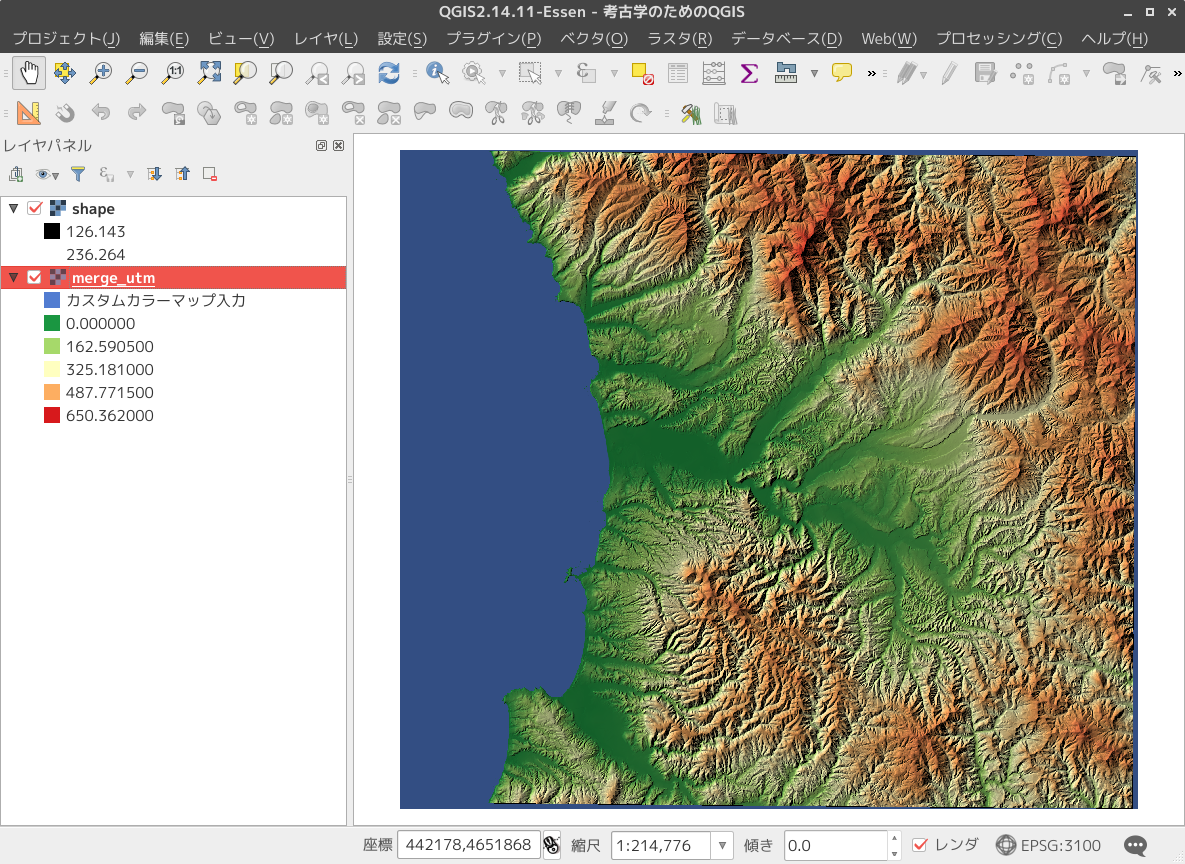 QGIS2.14.11-Essen - 考古学のためのQGIS
プロジェクト(J) 編集(E) ビュー(V) レイヤ(L) 設定(S) プラグイン(P) ベクタ(O) ラスタ(R) データベース(D) Web(W) プロセッシング(C) ヘルプ(H)
1:1
レイヤパネル
shape
126.143
236.264
merge_utm
カスタムカラーマップ入力
0.000000
162.590500
325.181000
487.771500
650.362000
座標 442178,4651868 縮尺 1:214,776 傾き 0.0 レンダ EPSG:3100